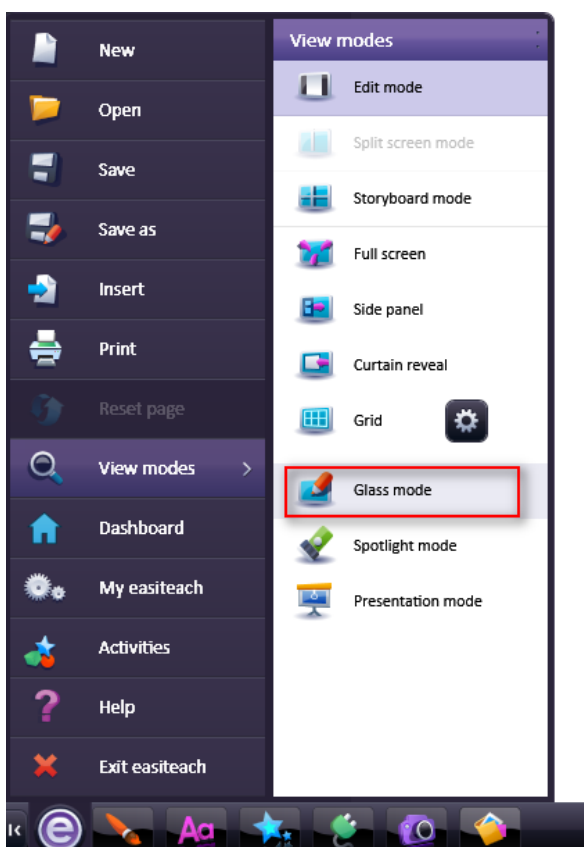 New
Open
Save
Save as
Insert
Print
Reset page
View modes
Dashboard
My easiteach
Activities
Help
Exit easiteach
View modes
Edit mode
Split screen mode
Storyboard mode
Full screen
Side panel
Curtain reveal
Grid
Glass mode
Spotlight mode
Presentation mode
e
Aa